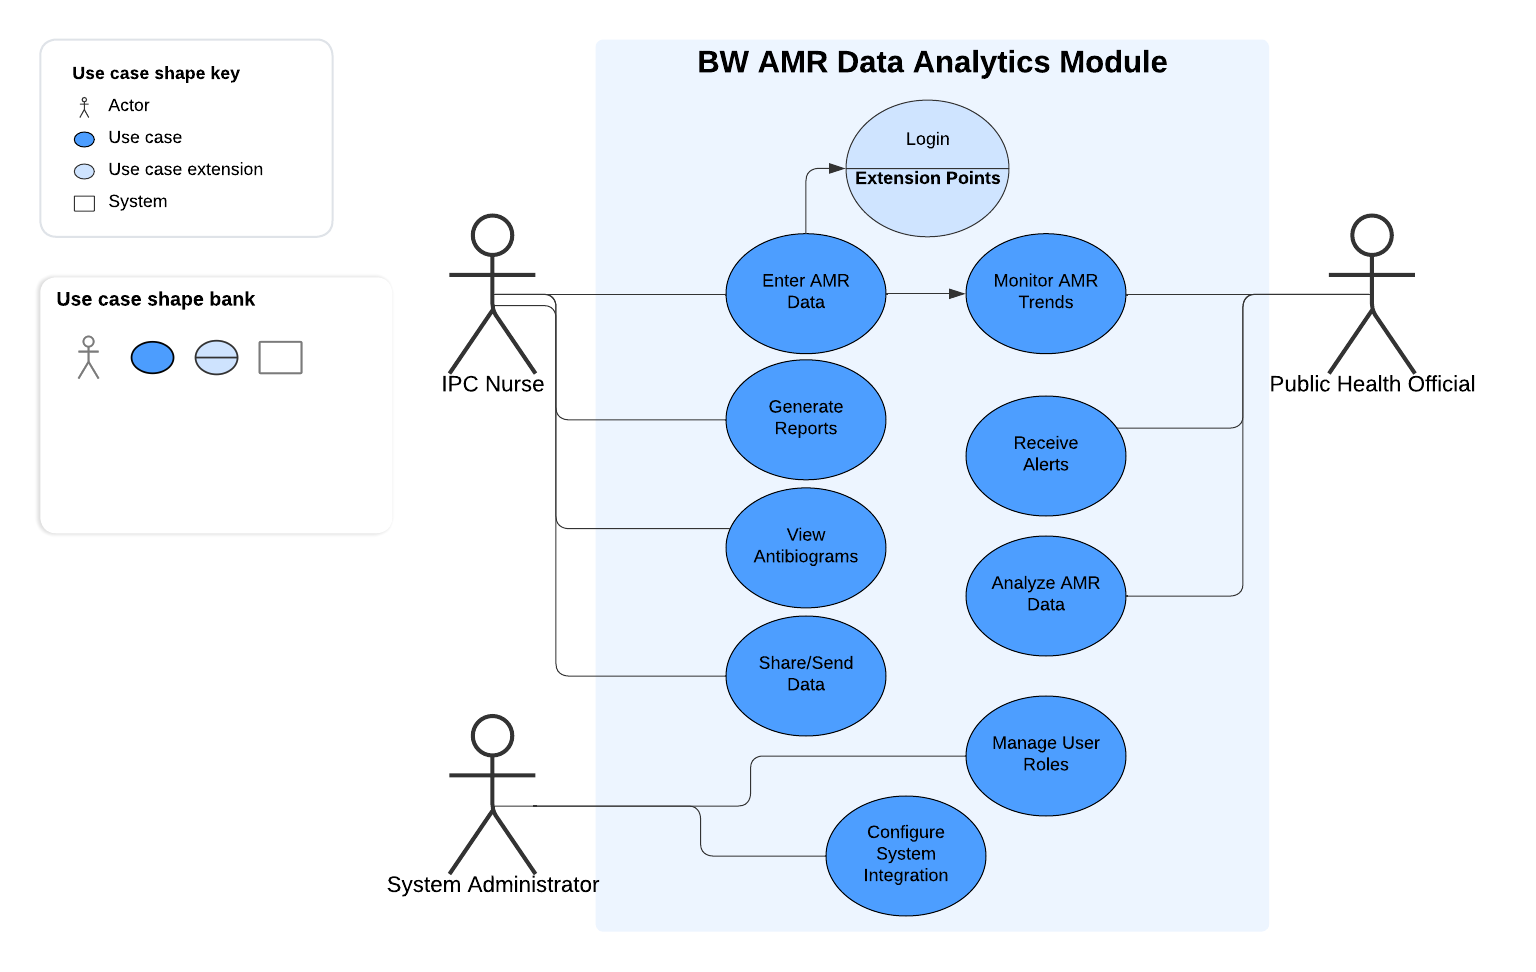 Use case shape key
Actor
Use case
Use case extension
System
Use case shape bank
BW AMR Data Analytics Module
Login
Extension Points
Enter AMR
Data
Monitor AMR
Trends
IPC Nurse
Public Health Official
Generate
Reports
Receive
Alerts
View
Antibiograms
Analyze AMR
Data
Share/Send
Data
Manage User
Roles
System Administrator
Configure
System
Integration